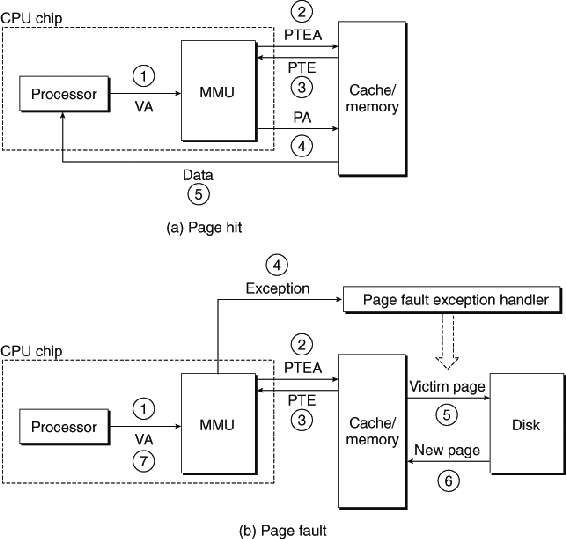 CPU chip
2
PTEA
1
Processor
VA
MMU
PTE
3
Cache/
memory
PA
4
Data
5
(a) Page hit
4
Exception
Page fault exception handler
CPU chip
2
PTEA
1
Processor
VA
7
MMU
PTE
3
Cache/
memory
Victim page
5
Disk
New page
6
(b) Page fault